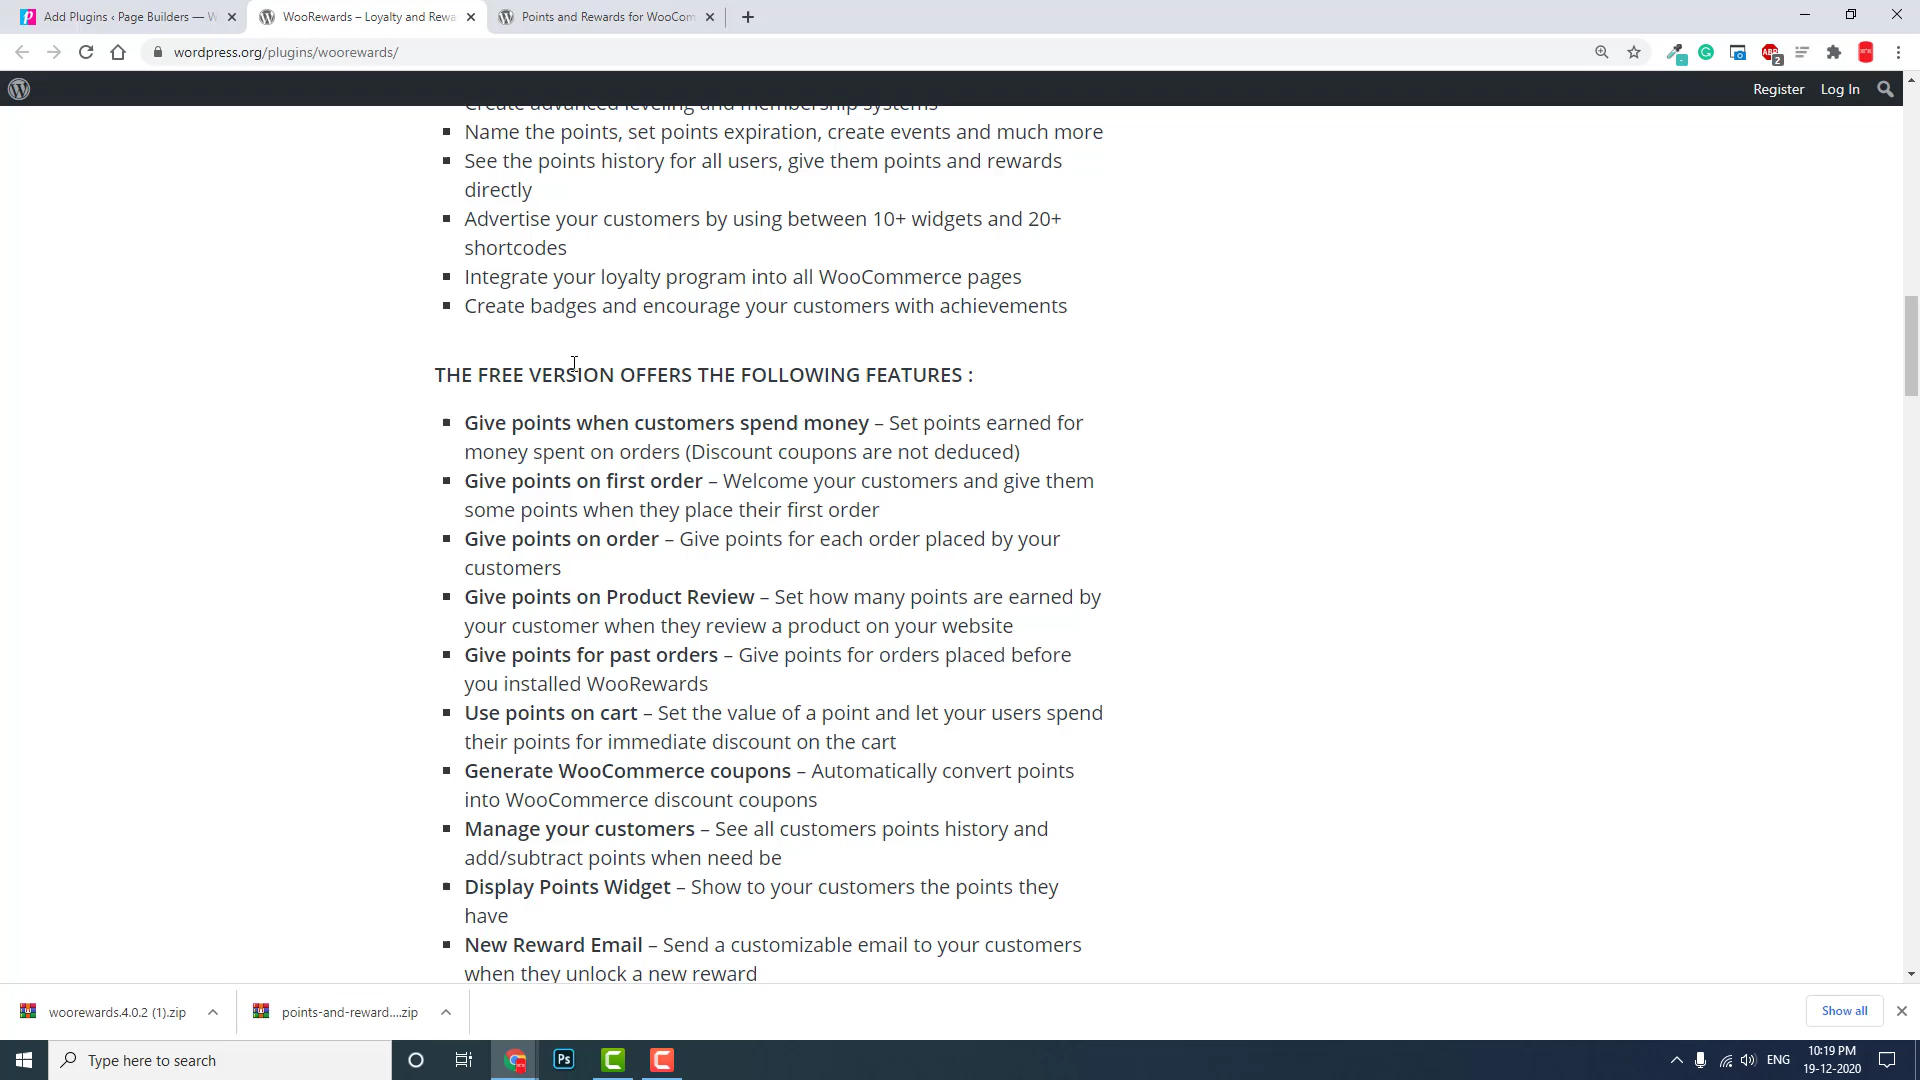 Add Plugins ‹ Page Builders — W
WooRewards – Loyalty and Rewa
Points and Rewards for WooCom
wordpress.org/plugins/woorewards/
ABP
2
Register
Log In
Create advanced leveling and membership systems
Name the points, set points expiration, create events and much more
See the points history for all users, give them points and rewards
directly
Advertise your customers by using between 10+ widgets and 20+
shortcodes
Integrate your loyalty program into all WooCommerce pages
Create badges and encourage your customers with achievements
THE FREE VERSION OFFERS THE FOLLOWING FEATURES :
Give points when customers spend money – Set points earned for
money spent on orders (Discount coupons are not deduced)
Give points on first order – Welcome your customers and give them
some points when they place their first order
Give points on order – Give points for each order placed by your
customers
Give points on Product Review – Set how many points are earned by
your customer when they review a product on your website
Give points for past orders – Give points for orders placed before
you installed WooRewards
Use points on cart – Set the value of a point and let your users spend
their points for immediate discount on the cart
Generate WooCommerce coupons – Automatically convert points
into WooCommerce discount coupons
Manage your customers – See all customers points history and
add/subtract points when need be
Display Points Widget – Show to your customers the points they
have
New Reward Email – Send a customizable email to your customers
when they unlock a new reward
woorewards.4.0.2 (1).zip
points-and-reward....zip
Show all
Type here to search
Ps
ENG
10:19 PM
19-12-2020